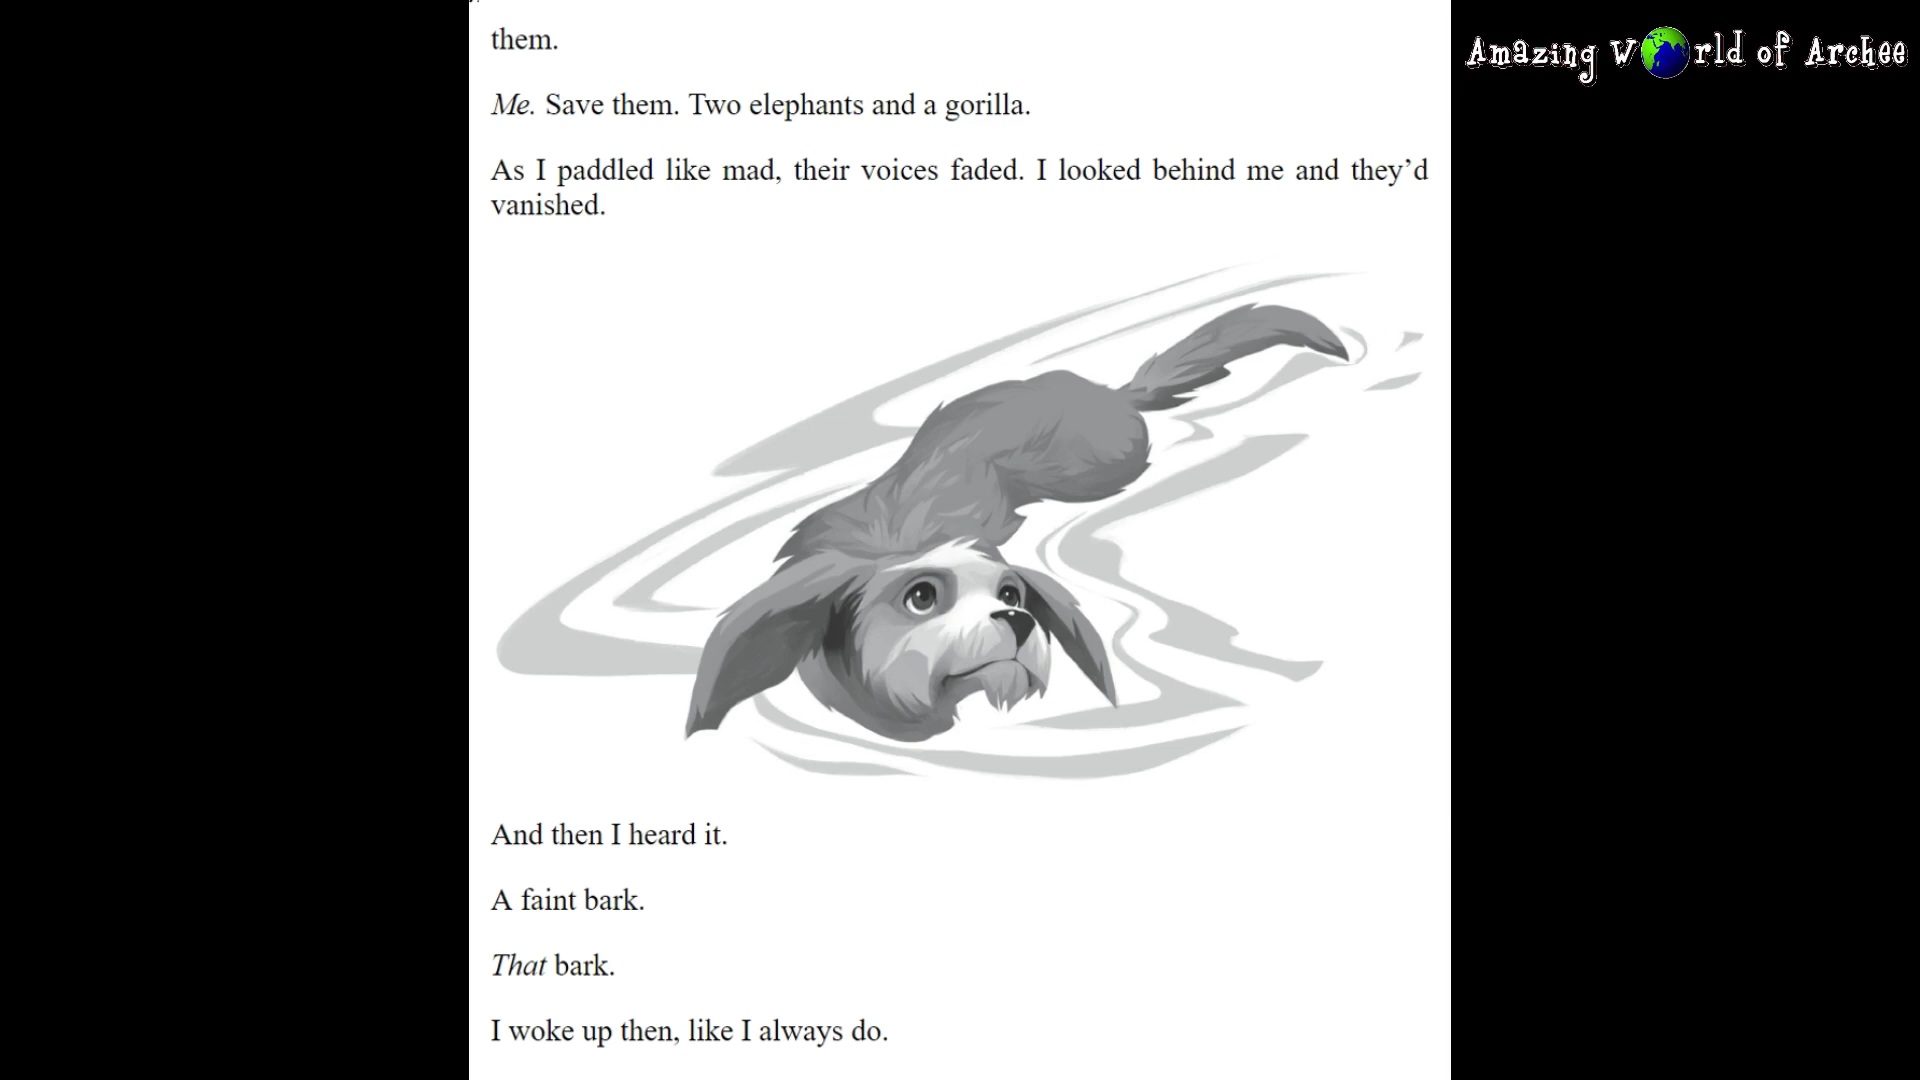 them.
Me. Save them. Two elephants and a gorilla.
As I paddled like mad, their voices faded. I looked behind me and they’d
vanished.
And then I heard it.
A faint bark.
That bark.
I woke up then, like I always do.
Amazing World of Archee